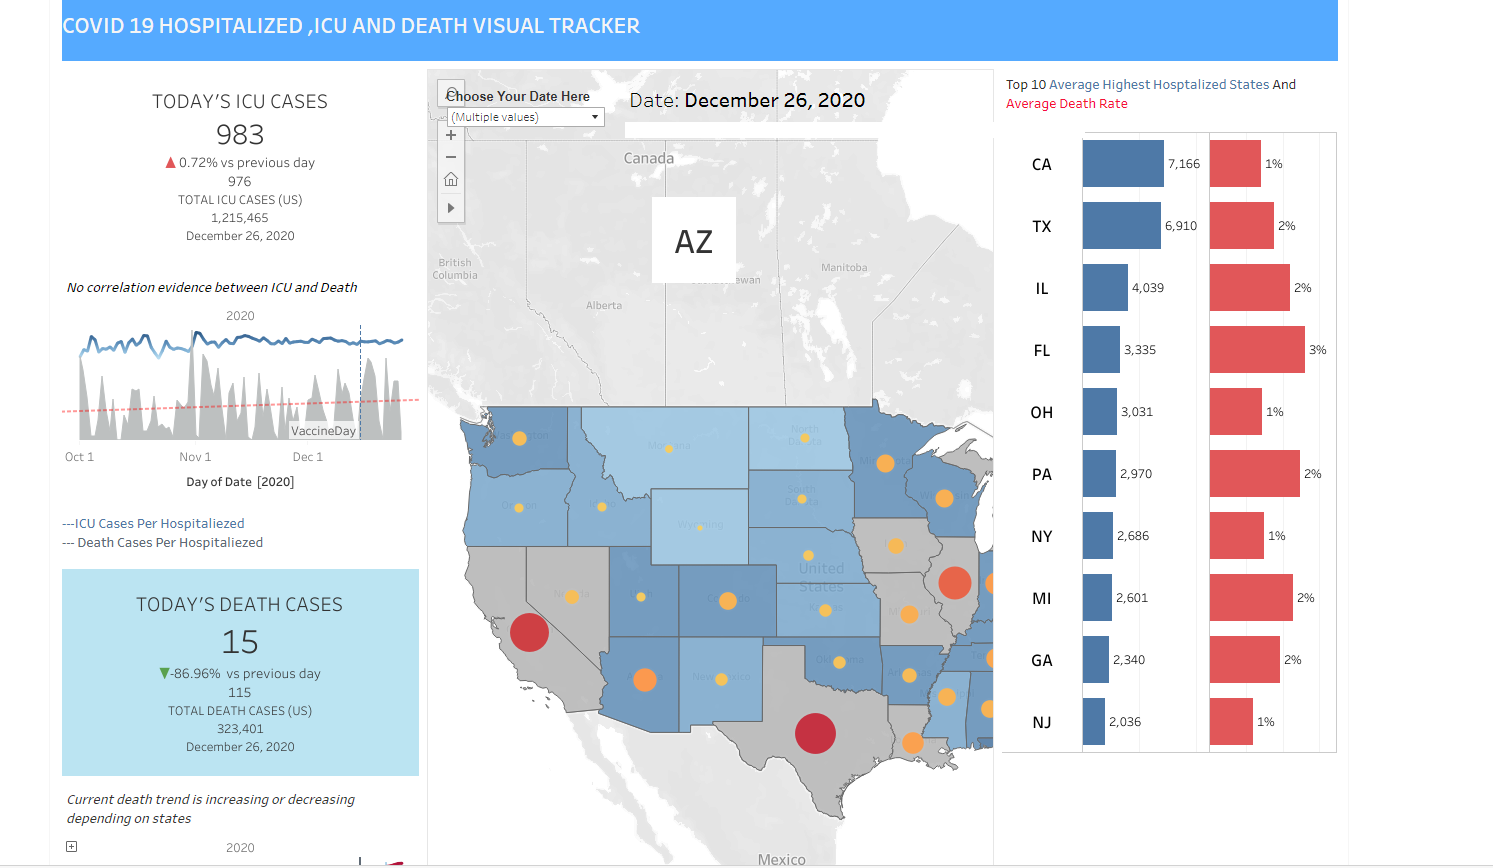 COVID 19 HOSPITALIZED ,ICU AND DEATH VISUAL TRACKER
TODAY'S ICU CASES
983
▲ 0.72% vs previous day
976
TOTAL ICU CASES (US)
1,215,465
December 26, 2020
No correlation evidence between ICU and Death
2020
VaccineDay
Oct 1
Nov 1
Dec 1
Day of Date [2020]
---ICU Cases Per Hospitaliezed
--- Death Cases Per Hospitaliezed
TODAY'S DEATH CASES
15
▼-86.96% vs previous day
115
TOTAL DEATH CASES (US)
323,401
December 26, 2020
Current death trend is increasing or decreasing
depending on states
2020
Choose Your Date Here
(Multiple values)
Date: December 26, 2020
Canada
AZ
British
Columbia
Alberta
Manitoba
United
States
Mexico
Top 10 Average Highest Hosptalized States And
Average Death Rate
CA 7,166 1%
TX 6,910 2%
IL 4,039 2%
FL 3,335 3%
OH 3,031 1%
PA 2,970 2%
NY 2,686 1%
MI 2,601 2%
GA 2,340 2%
NJ 2,036 1%